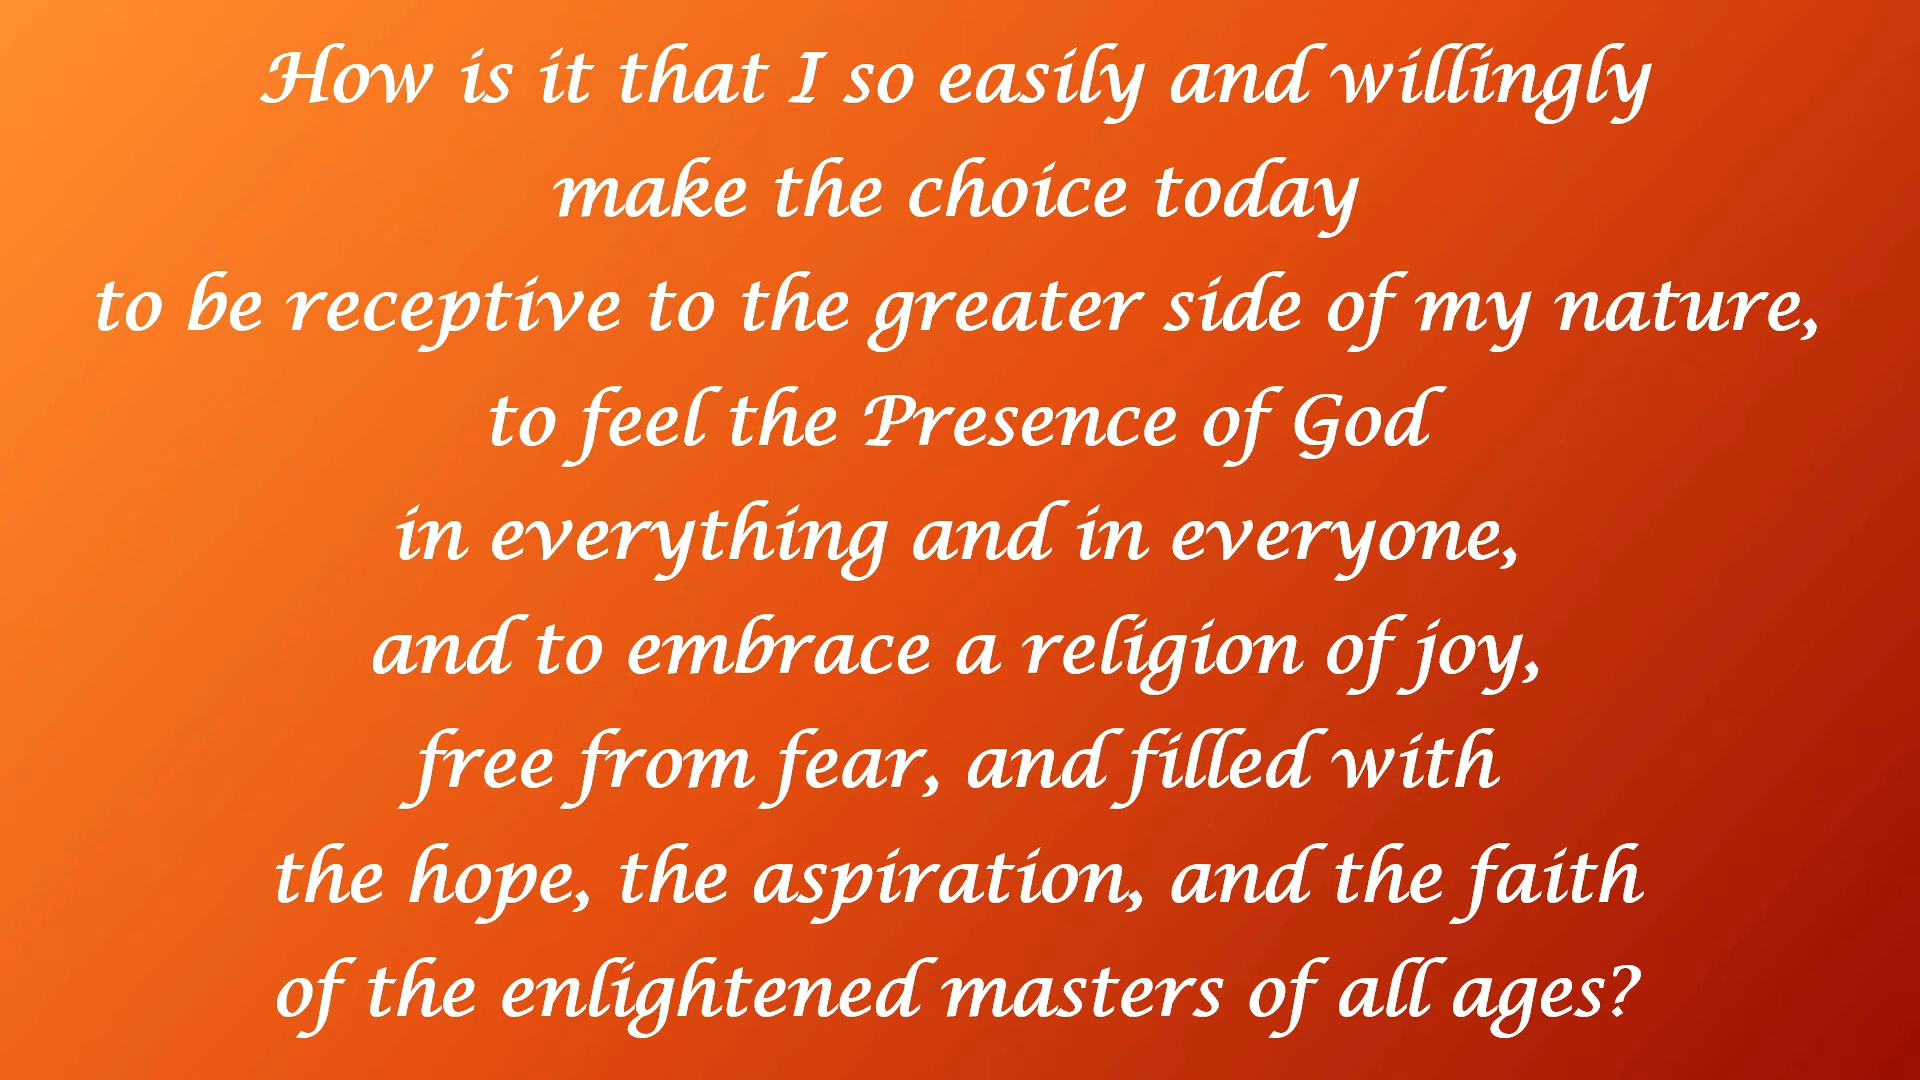 How is it that I so easily and willingly
make the choice today
to be receptive to the greater side of my nature,
to feel the Presence of God
in everything and in everyone,
and to embrace a religion of joy,
free from fear, and filled with
the hope, the aspiration, and the faith
of the enlightened masters of all ages?